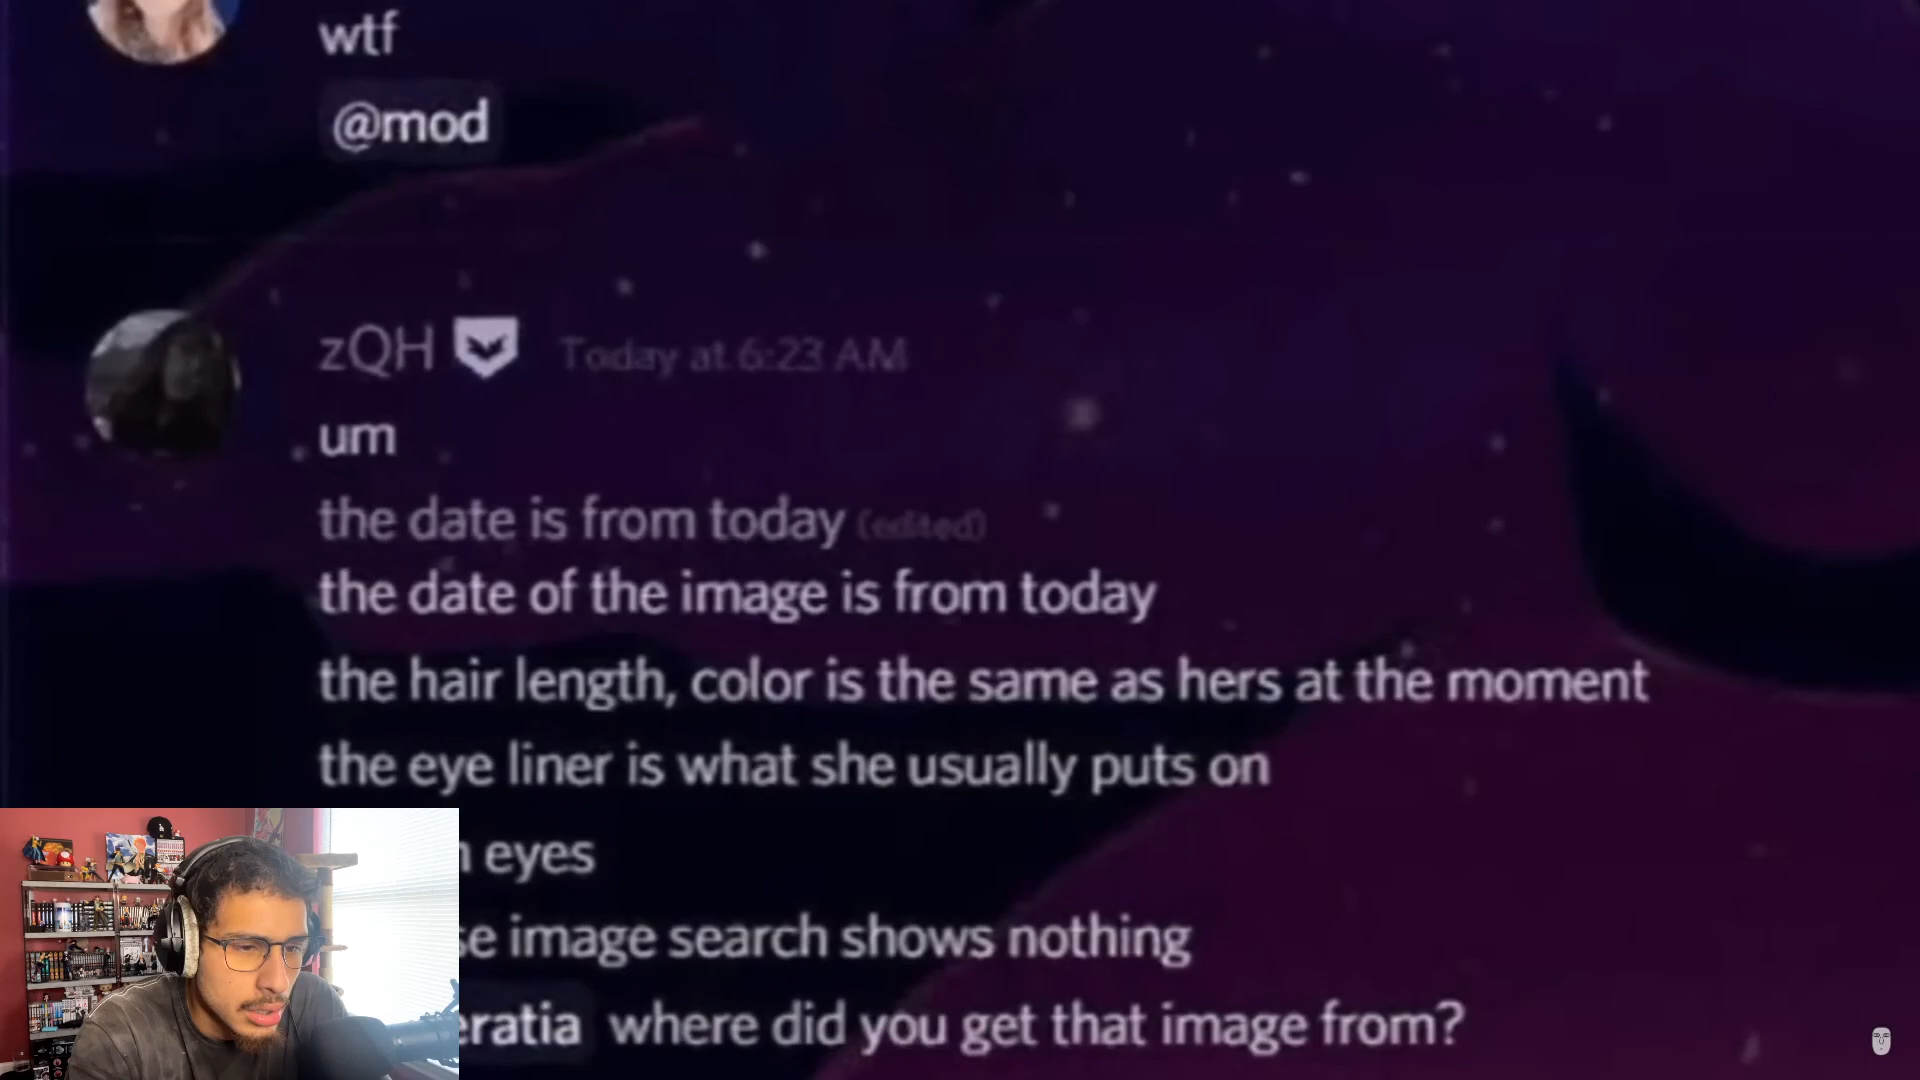 wtf
@mod
zQH Today at 6:23 AM
um
the date is from today (edited)
the date of the image is from today
the hair length, color is the same as hers at the moment
the eye liner is what she usually puts on
eyes
image search shows nothing
where did you get that image from?